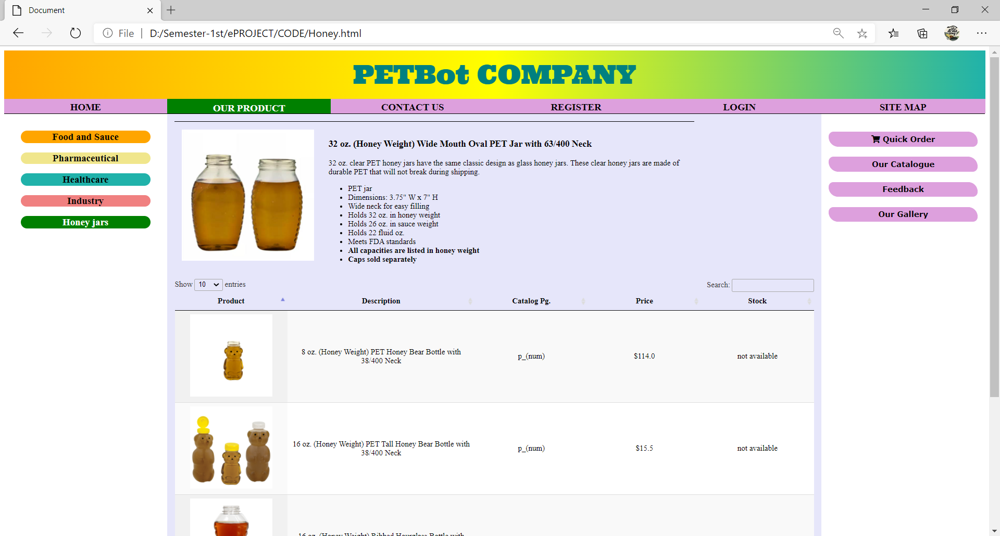 Document
File
D:/Semester-1st/ePROJECT/CODE/Honey.html
PETBot COMPANY
HOME
OUR PRODUCT
CONTACT US
REGISTER
LOGIN
SITE MAP
Food and Sauce
Pharmaceutical
Healthcare
Industry
Honey jars
32 oz. (Honey Weight) Wide Mouth Oval PET Jar with 63/400 Neck
32 oz. clear PET honey jars have the same classic design as glass honey jars. These clear honey jars are made of
durable PET that will not break during shipping.
PET jar
Dimensions: 3.75" W x 7" H
Wide neck for easy filling
Holds 32 oz. in honey weight
Holds 26 oz. in sauce weight
Holds 22 fluid oz.
Meets FDA standards
All capacities are listed in honey weight
Caps sold separately
Quick Order
Our Catalogue
Feedback
Our Gallery
Show 10 entries
Search:
Product
Description
Catalog Pg.
Price
Stock
8 oz. (Honey Weight) PET Honey Bear Bottle with
38/400 Neck
p_(num)
$114.0
not available
16 oz. (Honey Weight) PET Tall Honey Bear Bottle with
38/400 Neck
p_(num)
$15.5
not available
16 oz. (Honey Weight) Ribbed Hourglass Bottle with